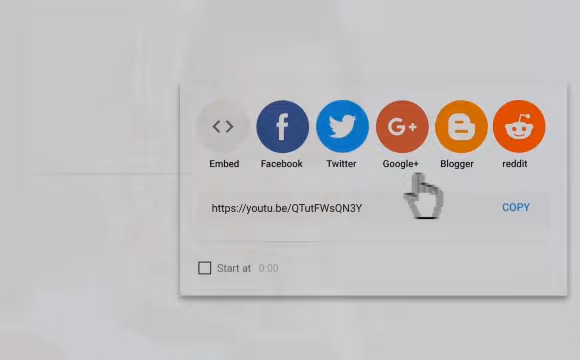 Embed Facebook Twitter Google+ Blogger reddit
https://youtu.be/QTutFWsQN3Y COPY
Start at 0:00